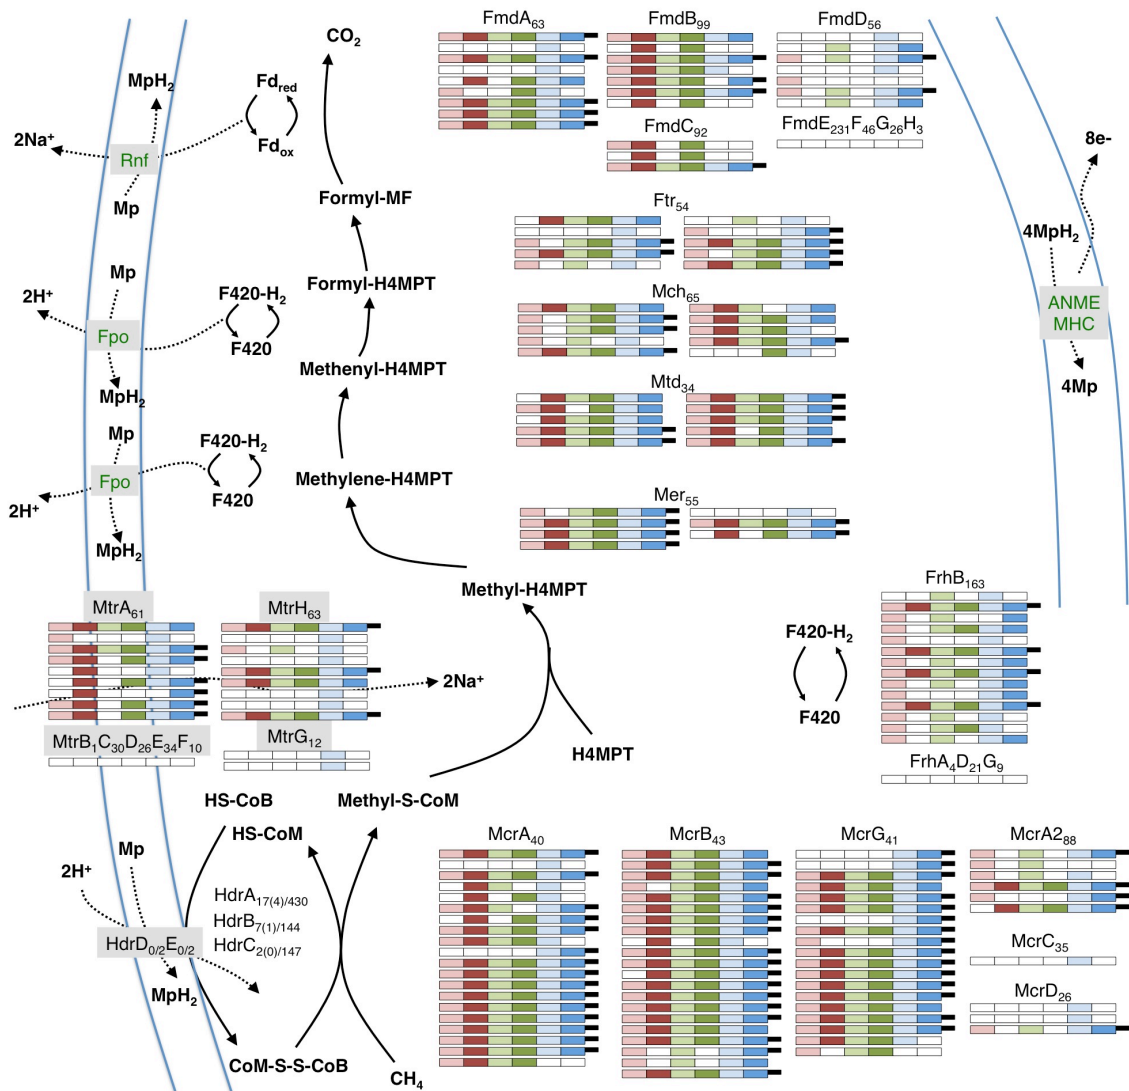 FmdA63
FmdB99
FmdD56
CO2
MpH2
Fdred
2Na+
Rnf
Fdox
FmdC92
FmdE231F46G26H3
8e-
Formyl-MF
Mp
Ftr54
4MpH2
Mp
Formyl-H4MPT
2H+
F420-H2
Mch65
ANME
MHC
Fpo
F420
Methenyl-H4MPT
4Mp
Mtd34
MpH2
Mp
F420-H2
Fpo
Methylene-H4MPT
F420
Mer55
2H+
MpH2
Methyl-H4MPT
FrhB163
MtrA61
MtrH63
F420-H2
2Na+
F420
MtrB1C30D26E34F10
MtrG12
H4MPT
FrhA4D21G9
HS-CoB
Methyl-S-CoM
HS-CoM
McrA40
McrB43
McrG41
McrA288
Mp
2H+
HdrA17(4)/430
HdrB7(1)/144
HdrD0/2E0/2
HdrC2(0)/147
McrC35
MpH2
McrD26
CoM-S-S-CoB
CH4